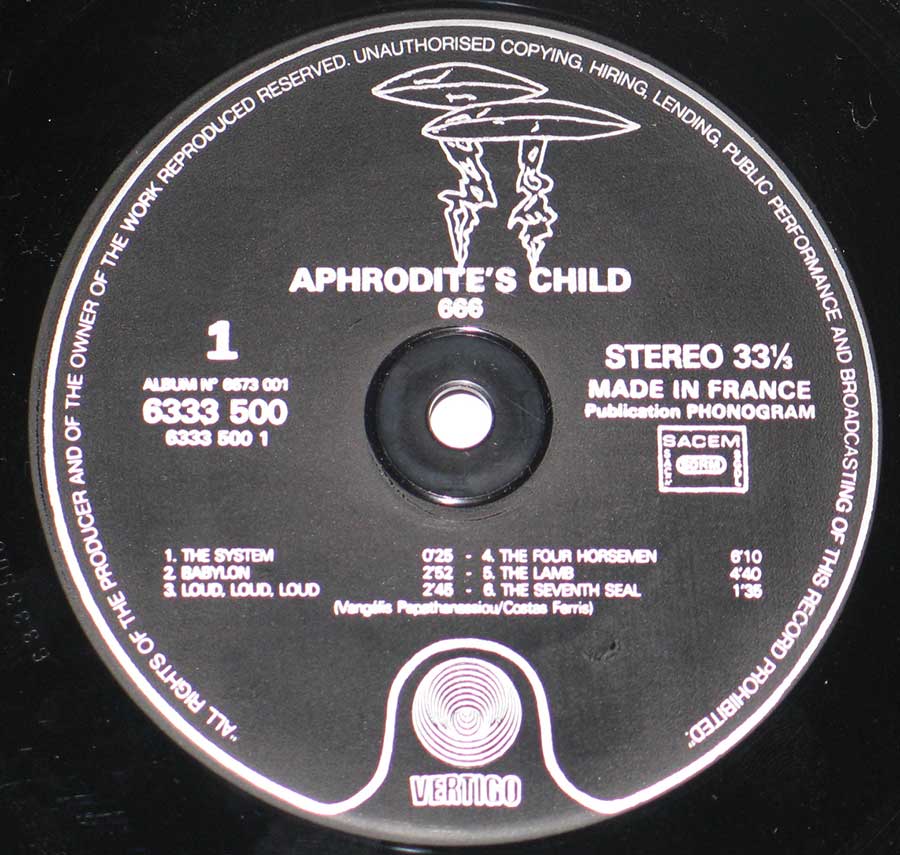 "ALL RIGHTS OF THE PRODUCER AND OF THE OWNER OF THE WORK REPRODUCED RESERVED. UNAUTHORISED COPYING, HIRING, LENDING, PUBLIC PERFORMANCE AND BROADCASTING OF THIS RECORD PROHIBITED".
APHRODITE'S CHILD
666
1
ALBUM N° 6673 001
6333 500
6333 500 1
STEREO 33⅓
MADE IN FRANCE
Publication PHONOGRAM
SACEM
1. THE SYSTEM 0'25 - 4. THE FOUR HORSEMEN 6'10
2. BABYLON 2'52 - 5. THE LAMB 4'40
3. LOUD, LOUD, LOUD 2'45 - 6. THE SEVENTH SEAL 1'35
(Vangélis Papathanassiou/Costas Ferris)
VERTIGO